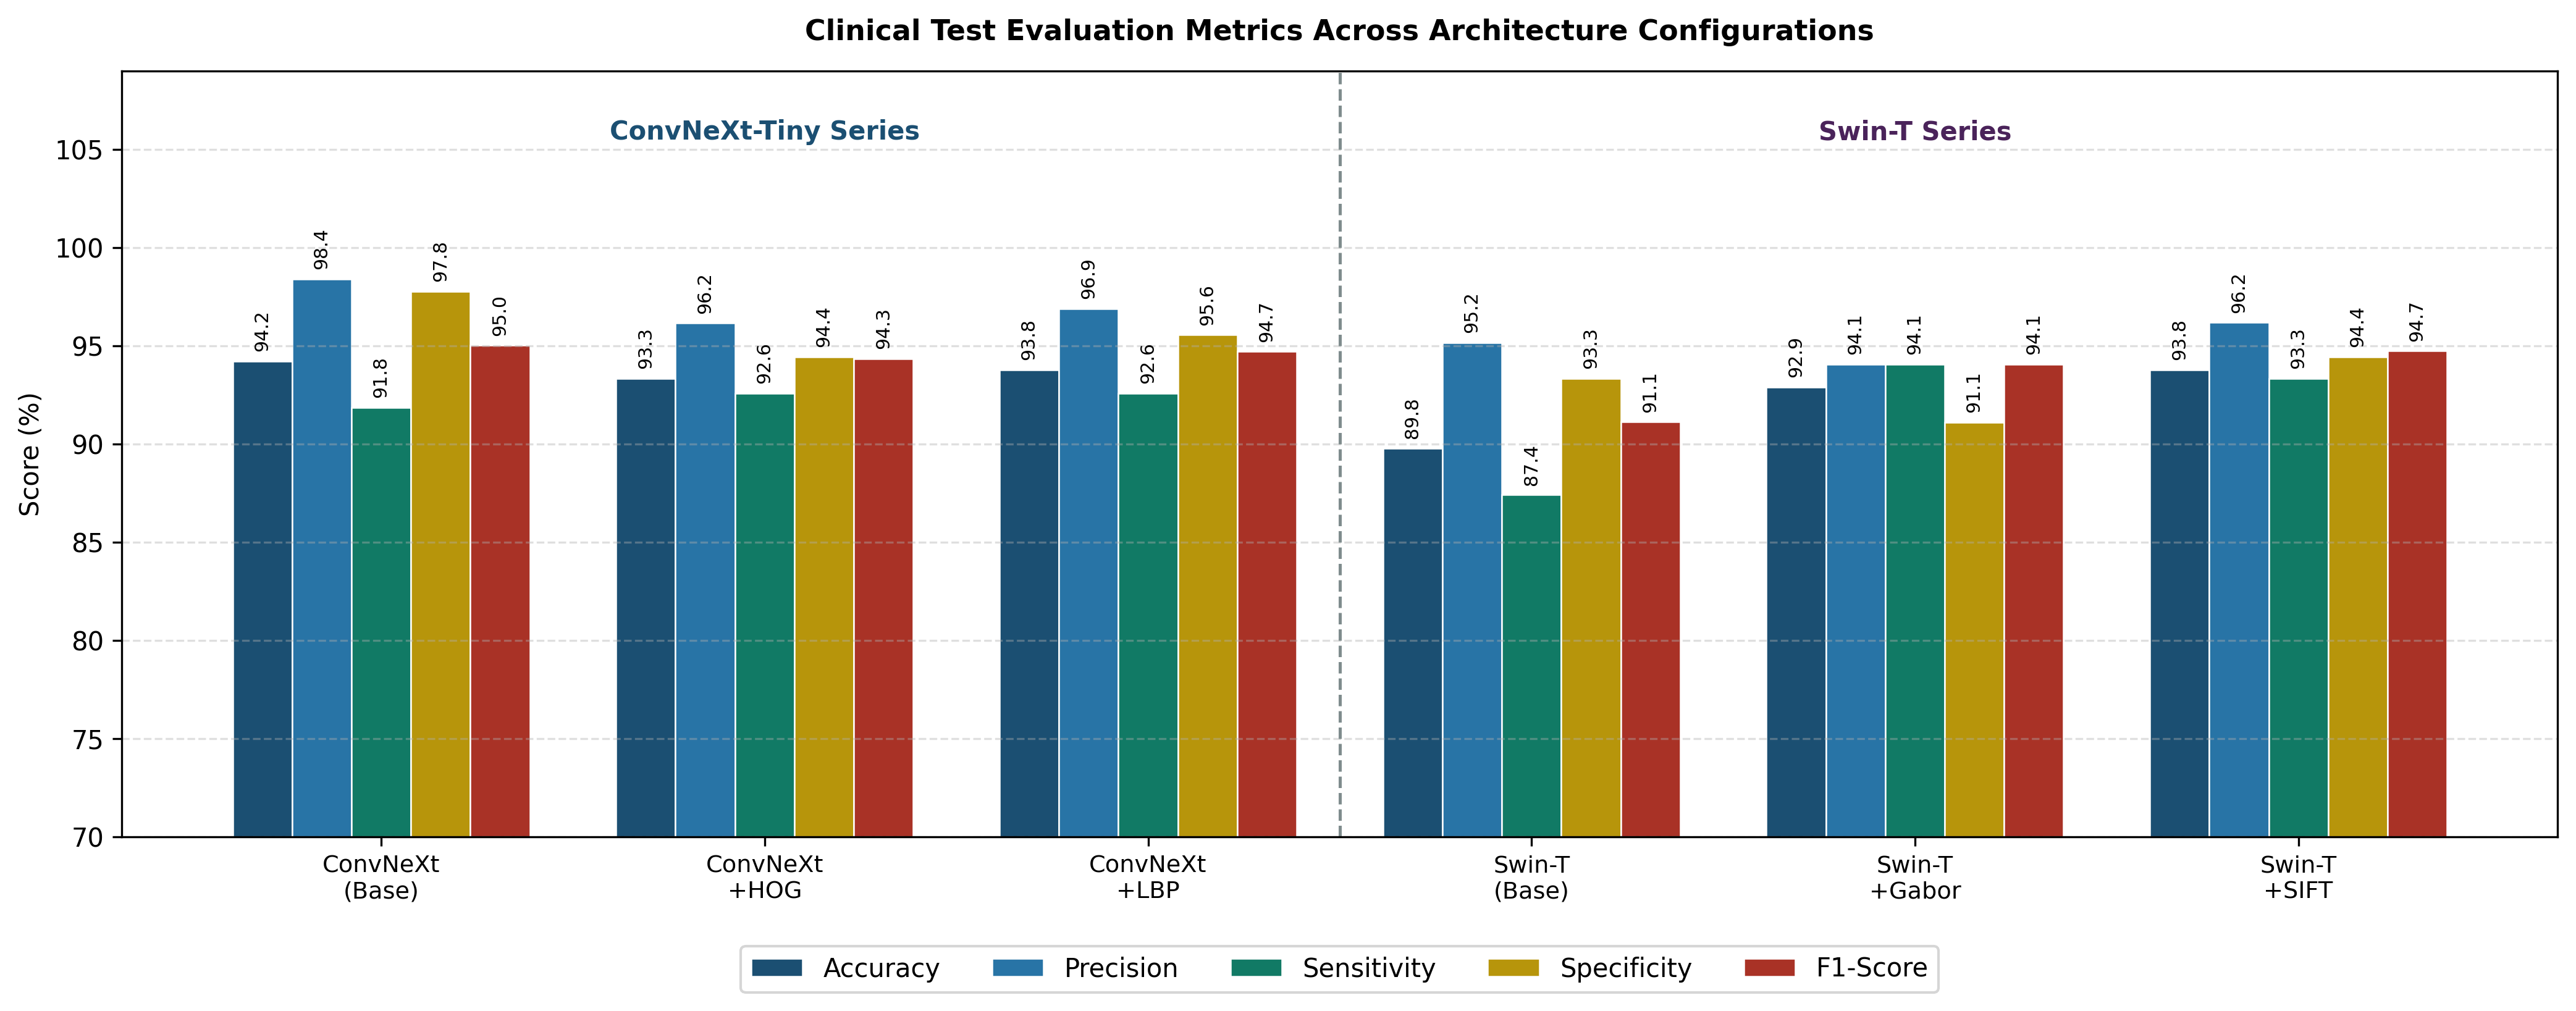 Clinical Test Evaluation Metrics Across Architecture Configurations
ConvNeXt-Tiny Series
Swin-T Series
Score (%)
105
100
95
90
85
80
75
70
94.2
98.4
91.8
97.8
95.0
93.3
96.2
92.6
94.4
94.3
93.8
96.9
92.6
95.6
94.7
89.8
95.2
87.4
93.3
91.1
92.9
94.1
94.1
91.1
94.1
93.8
96.2
93.3
94.4
94.7
ConvNeXt
(Base)
ConvNeXt
+HOG
ConvNeXt
+LBP
Swin-T
(Base)
Swin-T
+Gabor
Swin-T
+SIFT
Accuracy
Precision
Sensitivity
Specificity
F1-Score